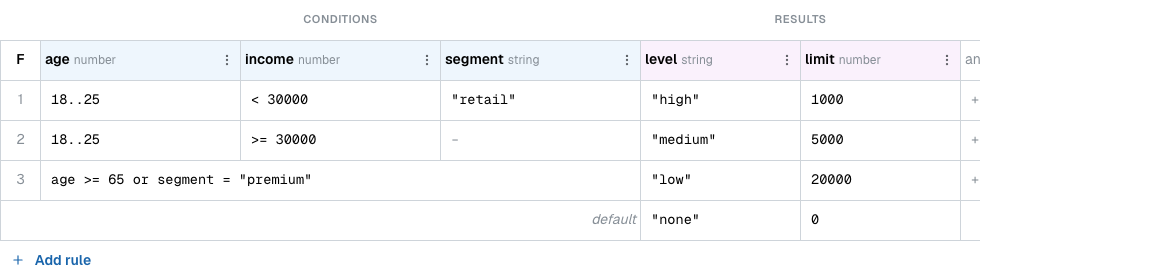 CONDITIONS RESULTS
F age number income number segment string level string limit number an
1 18..25 < 30000 "retail" "high" 1000 +
2 18..25 >= 30000 – "medium" 5000 +
3 age >= 65 or segment = "premium" "low" 20000 +
default "none" 0
+ Add rule